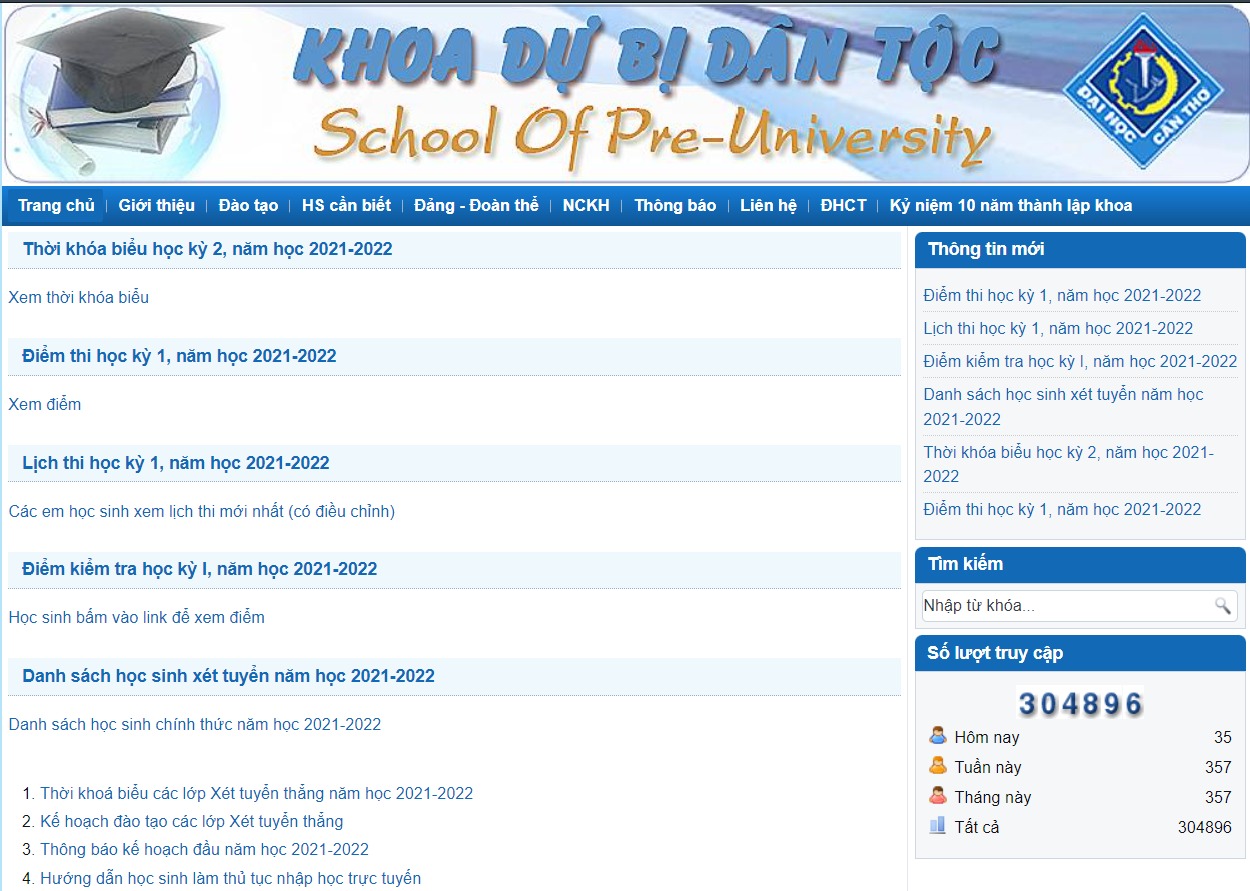 KHOA DỰ BỊ DÂN TỘC
School Of Pre-University
ĐẠI HỌC CẦN THƠ
Trang chủ | Giới thiệu | Đào tạo | HS cần biết | Đảng - Đoàn thể | NCKH | Thông báo | Liên hệ | ĐHCT | Kỷ niệm 10 năm thành lập khoa
Thời khóa biểu học kỳ 2, năm học 2021-2022
Xem thời khóa biểu
Điểm thi học kỳ 1, năm học 2021-2022
Xem điểm
Lịch thi học kỳ 1, năm học 2021-2022
Các em học sinh xem lịch thi mới nhất (có điều chỉnh)
Điểm kiểm tra học kỳ I, năm học 2021-2022
Học sinh bấm vào link để xem điểm
Danh sách học sinh xét tuyển năm học 2021-2022
Danh sách học sinh chính thức năm học 2021-2022
1. Thời khoá biểu các lớp Xét tuyển thẳng năm học 2021-2022
2. Kế hoạch đào tạo các lớp Xét tuyển thẳng
3. Thông báo kế hoạch đầu năm học 2021-2022
4. Hướng dẫn học sinh làm thủ tục nhập học trực tuyến
Thông tin mới
Điểm thi học kỳ 1, năm học 2021-2022
Lịch thi học kỳ 1, năm học 2021-2022
Điểm kiểm tra học kỳ I, năm học 2021-2022
Danh sách học sinh xét tuyển năm học
2021-2022
Thời khóa biểu học kỳ 2, năm học 2021-
2022
Điểm thi học kỳ 1, năm học 2021-2022
Tìm kiếm
Nhập từ khóa...
Số lượt truy cập
304896
Hôm nay 35
Tuần này 357
Tháng này 357
Tất cả 304896